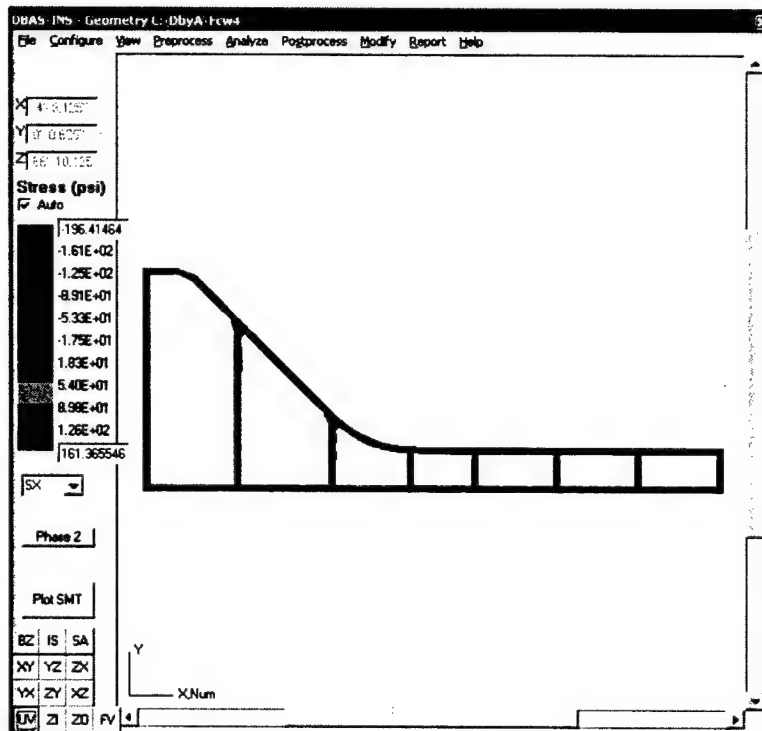 DBAS-INS - Geometry C:-DbyA-Fcw4
File Configure View Preprocess Analyze Postprocess Modify Report Help
X
Y
Z
Stress (psi)
Auto
-196.41464
-1.61E+02
-1.25E+02
-8.91E+01
-5.33E+01
-1.75E+01
1.83E+01
5.40E+01
8.98E+01
1.26E+02
161.365546
SX
Phase 2
Plot SMT
BZ IS SA
XY YZ ZX
YX ZY XZ
UV ZI ZO FV
Y
X,Num